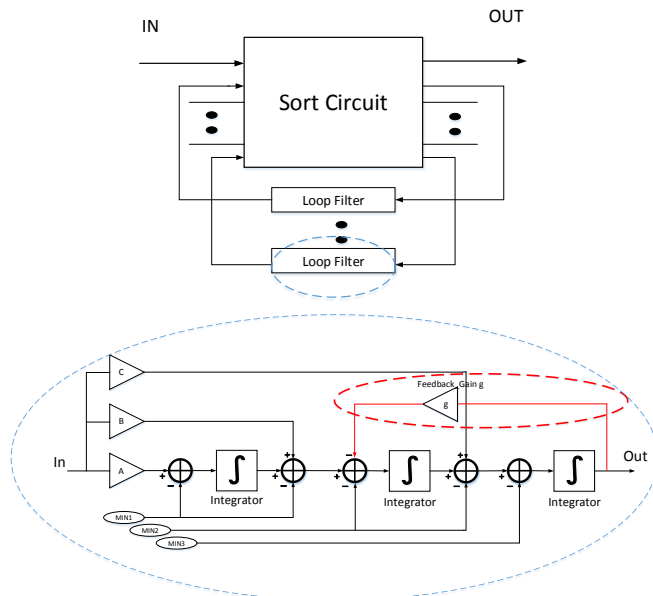 IN
OUT
Sort Circuit
Loop Filter
Loop Filter
C
Feedback Gain g
g
B
In
A
+
−
∫
Integrator
+
+
−
−
+
−
∫
Integrator
+
+
−
+
−
∫
Integrator
Out
MIN1
MIN2
MIN3